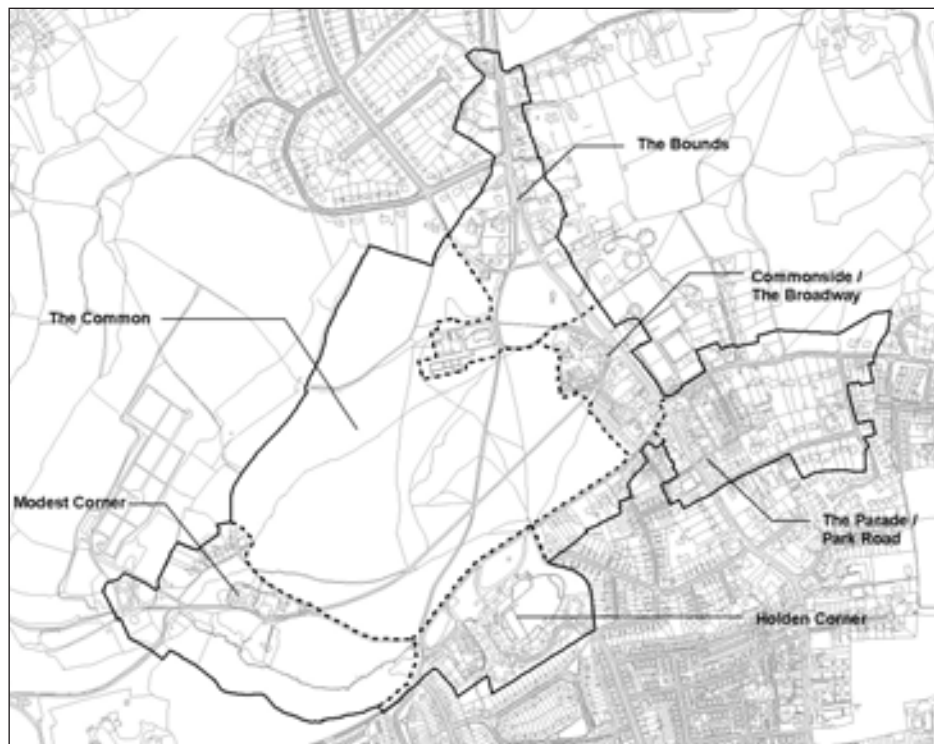 The Bounds
Commonside /
The Broadway
The Common
Modest Corner
The Parade /
Park Road
Holden Corner